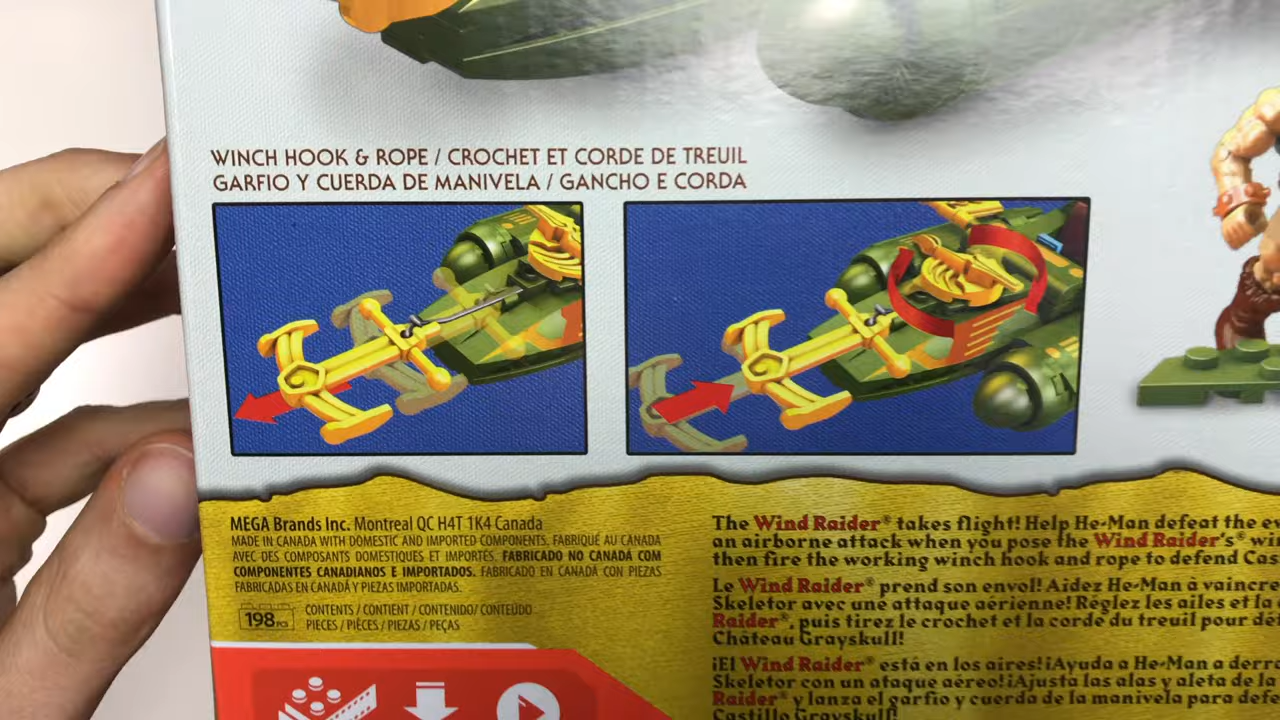 WINCH HOOK & ROPE / CROCHET ET CORDE DE TREUIL
GARFIO Y CUERDA DE MANIVELA / GANCHO E CORDA
MEGA Brands Inc. Montreal QC H4T 1K4 Canada
MADE IN CANADA WITH DOMESTIC AND IMPORTED COMPONENTS. FABRIQUÉ AU CANADA
AVEC DES COMPOSANTS DOMESTIQUES ET IMPORTÉS. FABRICADO NO CANADÁ COM
COMPONENTES CANADIANOS E IMPORTADOS. FABRICADO EN CANADÁ CON PIEZAS
FABRICADAS EN CANADÁ Y PIEZAS IMPORTADAS.
198 PCS
CONTENTS / CONTIENT / CONTENIDO / CONTEÚDO
PIECES / PIÈCES / PIEZAS / PEÇAS
The Wind Raider® takes flight! Help He-Man defeat the
an airborne attack when you pose the Wind Raider's®
then fire the working winch hook and rope to defend
Le Wind Raider® prend son envol! Aidez He-Man à vaincre
Skeletor avec une attaque aérienne! Réglez les ailes et la
Raider®, puis tirez le crochet et la corde du treuil pour
Château Grayskull!
¡El Wind Raider® está en los aires! ¡Ayuda a He-Man a
Skeletor con un ataque aéreo! ¡Ajusta las alas y aleta de la
Raider® y lanza el garfio y cuerda de la manivela para
Castillo Grayskull!